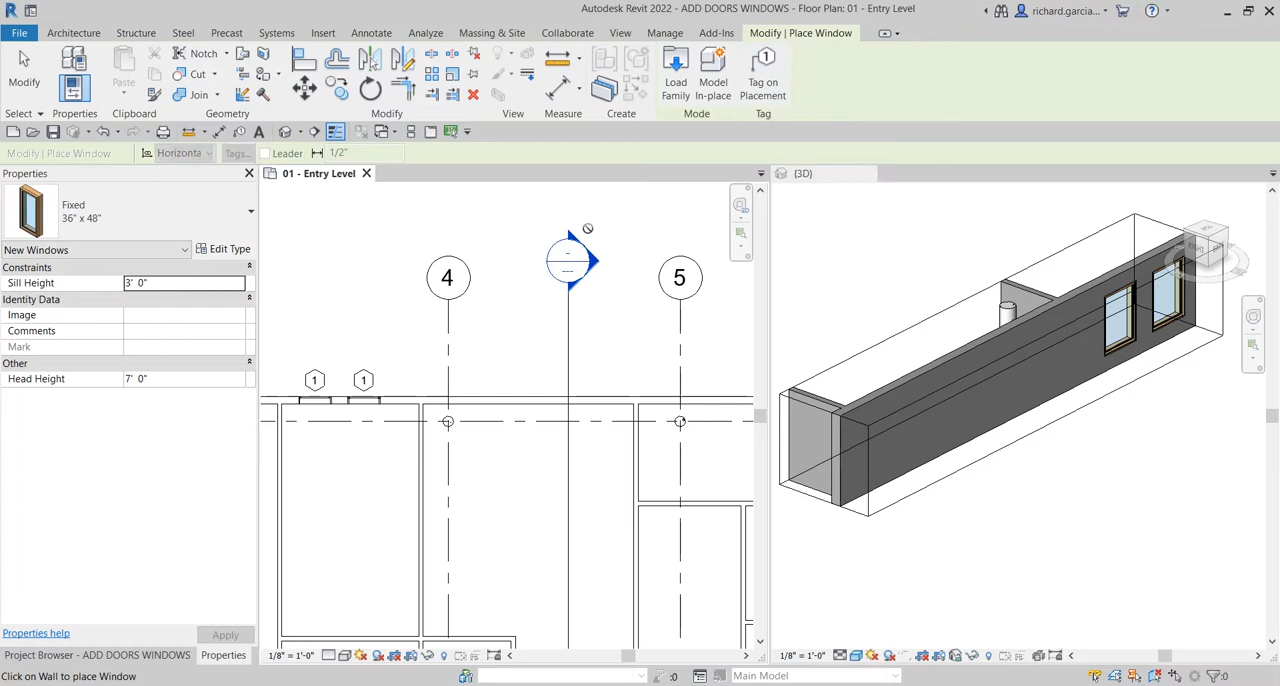 Autodesk Revit 2022 - ADD DOORS WINDOWS - Floor Plan: 01 - Entry Level
richard.garcia...
File Architecture Structure Steel Precast Systems Insert Annotate Analyze Massing & Site Collaborate View Manage Add-Ins Modify | Place Window
Modify
Paste
Notch
Cut
Join
Load Family
Model In-place
Tag on Placement
Select Properties Clipboard Geometry Modify View Measure Create Mode Tag
Modify | Place Window Horizonta Tags... Leader 1/2"
Properties
01 - Entry Level
{3D}
Fixed
36" x 48"
New Windows
Edit Type
Constraints
Sill Height 3' 0"
Identity Data
Image
Comments
Mark
Other
Head Height 7' 0"
4
5
1
1
Properties help
Apply
Project Browser - ADD DOORS WINDOWS Properties
1/8" = 1'-0"
1/8" = 1'-0"
Click on Wall to place Window
:0
Main Model
:0